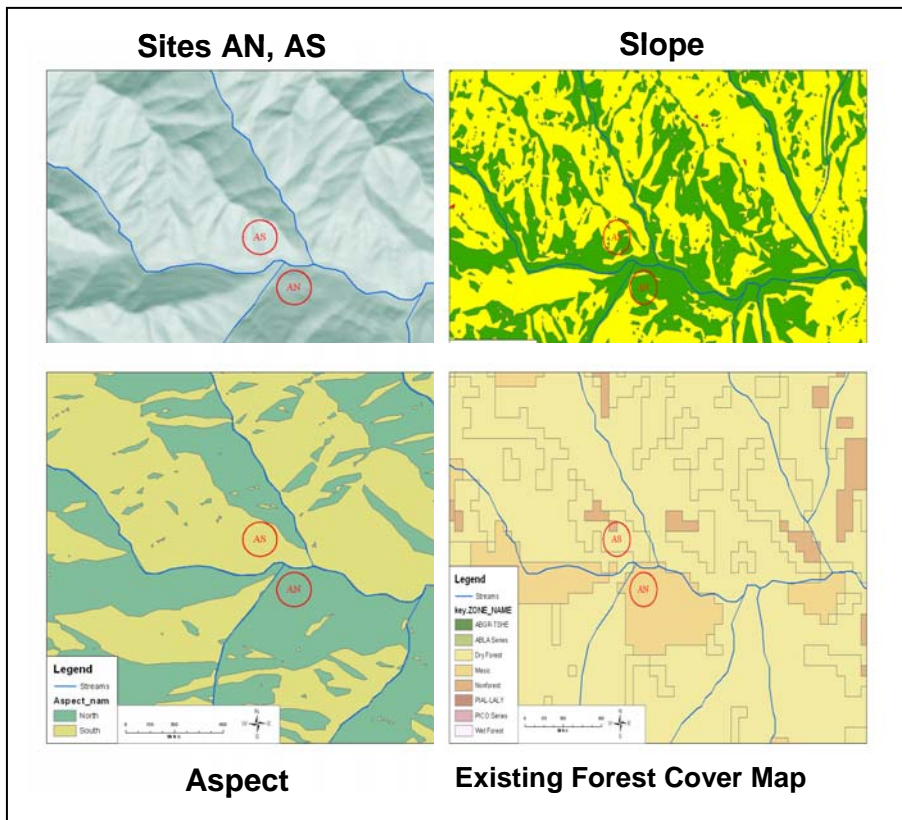 Sites AN, AS
Slope
AS
AN
AS
AN
AS
AN
Legend
Streams
Aspect_nam
North
South
N
W E
S
AS
AN
Legend
Streams
key.ZONE_NAME
ABGR-TSHE
ABLA Series
Dry Forest
Mesic
Nonforest
PIAL-LALY
PICO Series
Wet Forest
N
W E
S
Aspect
Existing Forest Cover Map